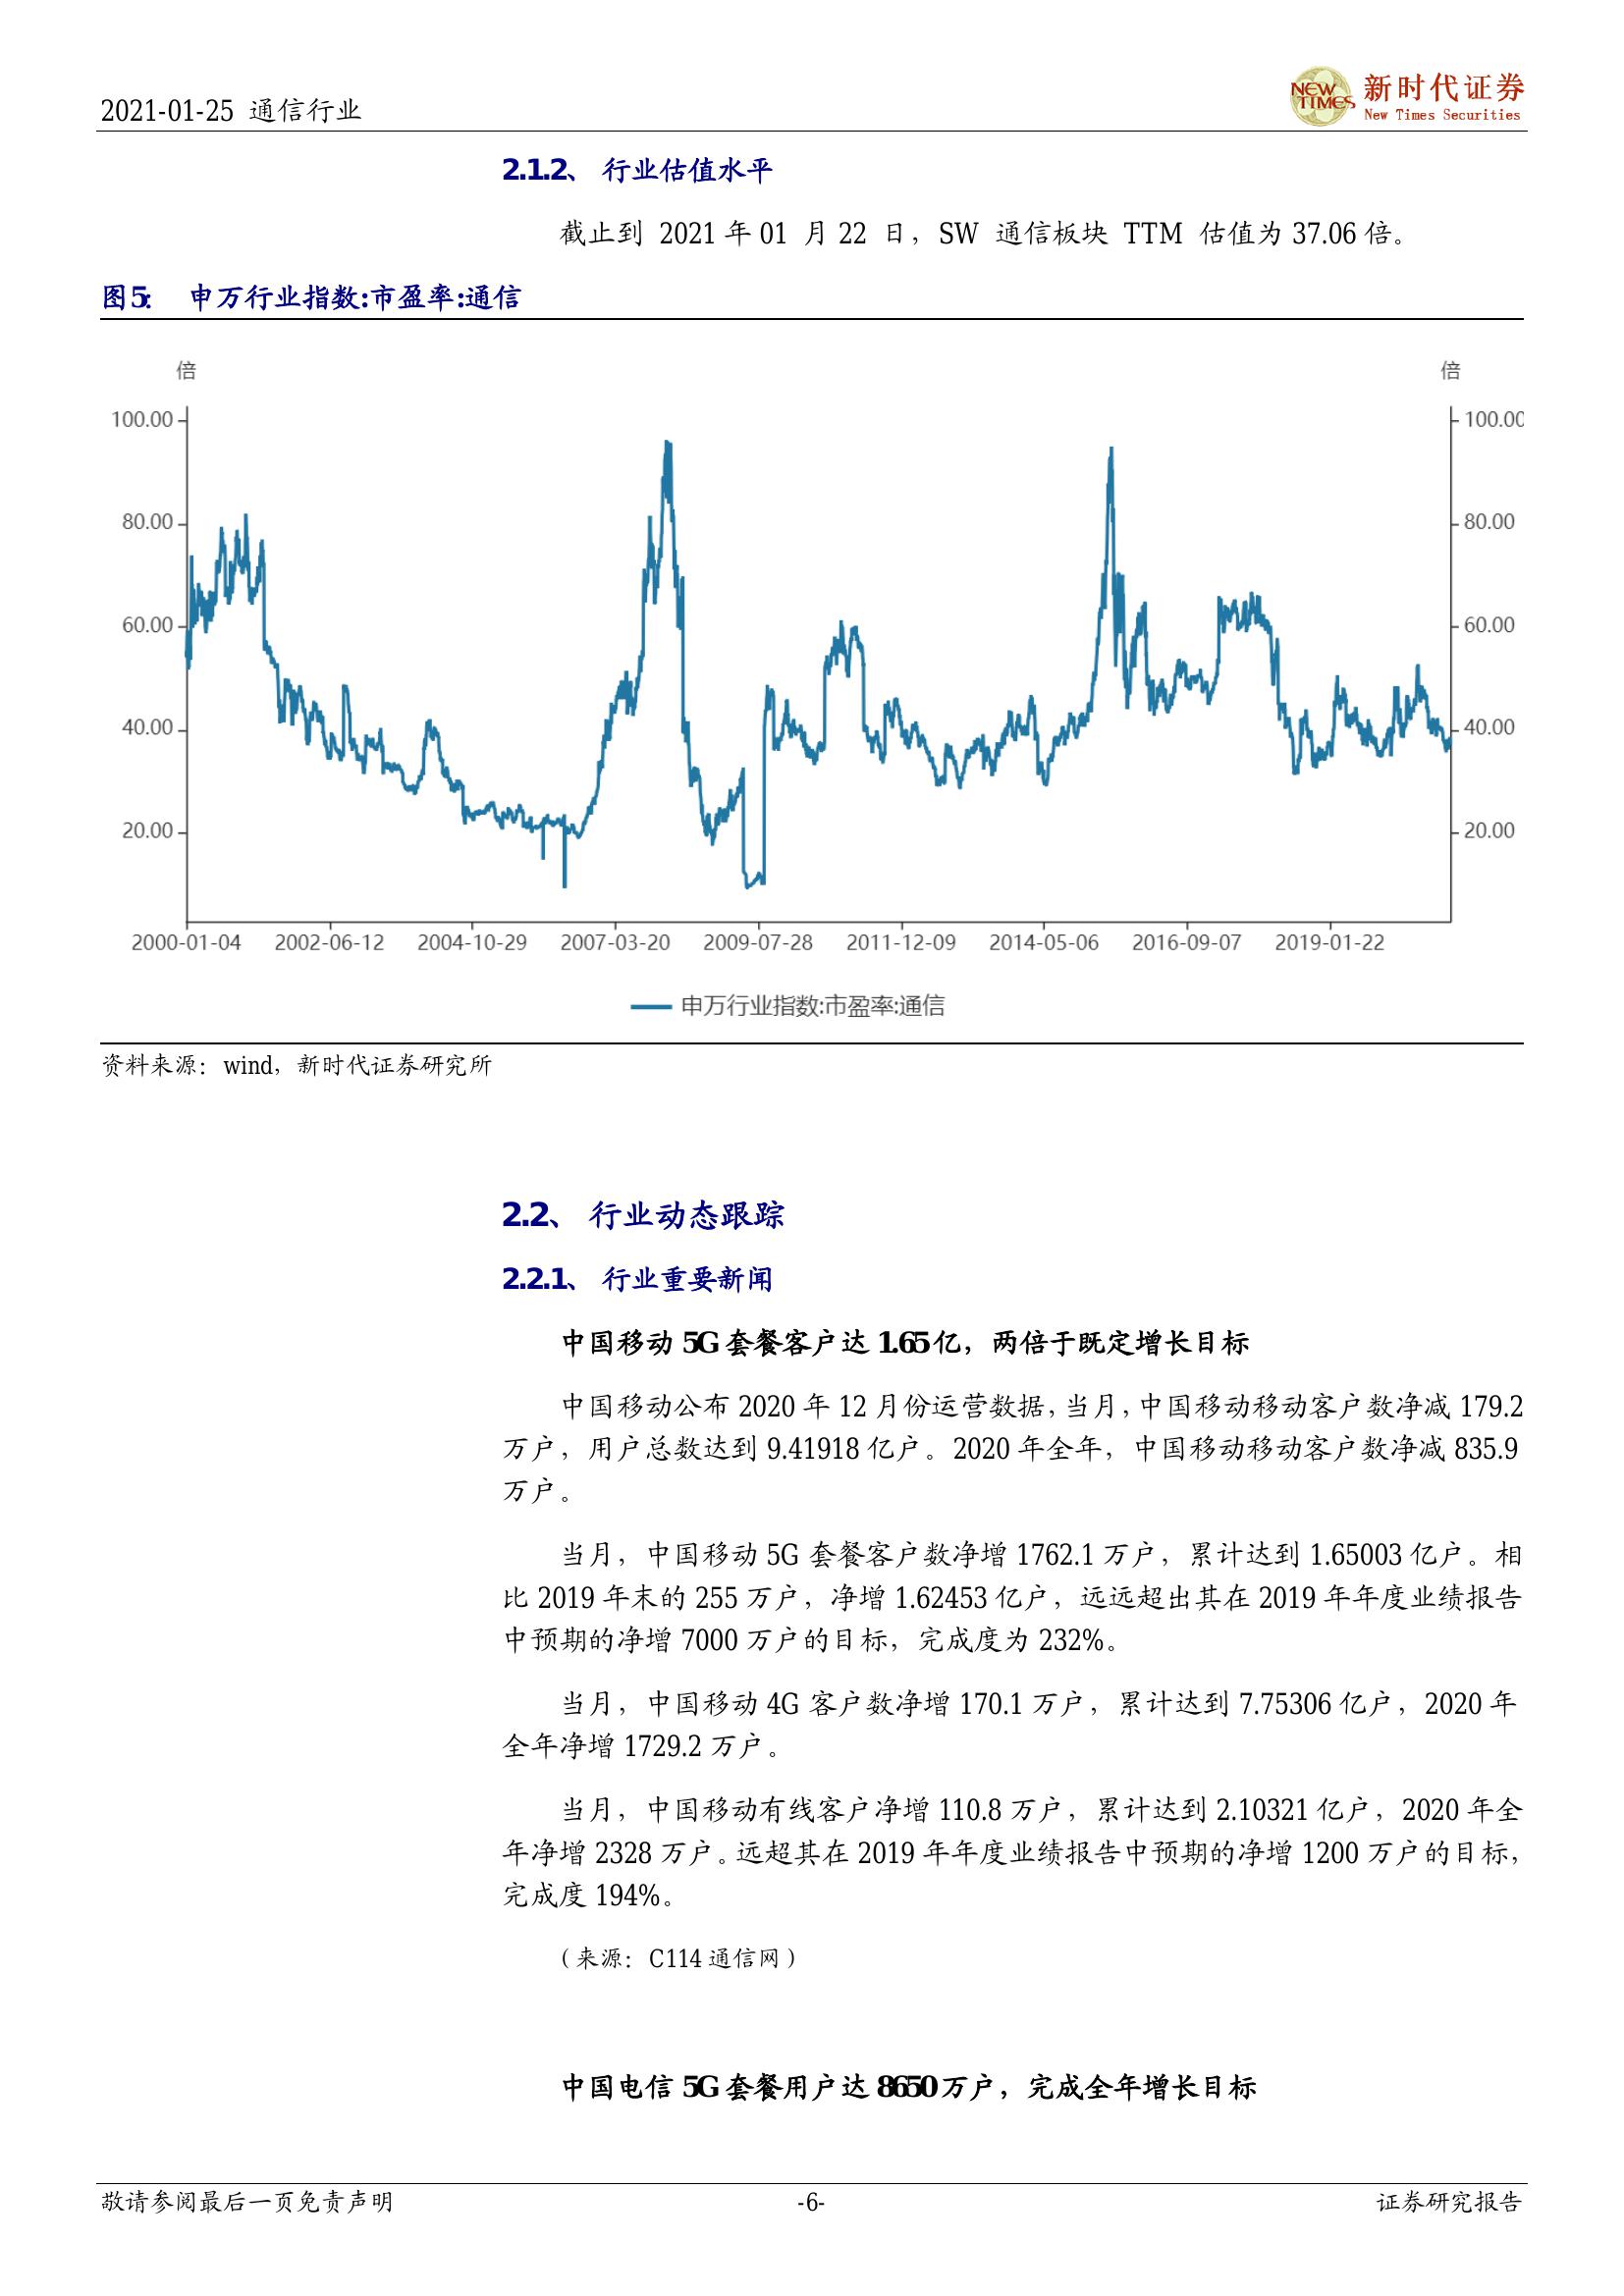 2021-01-25 通信行业
NEW TIMES 新时代证券
New Times Securities
2.1.2、 行业估值水平
截止到 2021 年 01 月 22 日，SW 通信板块 TTM 估值为 37.06 倍。
图5： 申万行业指数:市盈率:通信
倍 倍
100.00 100.00
80.00 80.00
60.00 60.00
40.00 40.00
20.00 20.00
2000-01-04 2002-06-12 2004-10-29 2007-03-20 2009-07-28 2011-12-09 2014-05-06 2016-09-07 2019-01-22
申万行业指数:市盈率:通信
资料来源：wind，新时代证券研究所
2.2、 行业动态跟踪
2.2.1、 行业重要新闻
中国移动 5G 套餐客户达 1.65 亿，两倍于既定增长目标
中国移动公布 2020 年 12 月份运营数据，当月，中国移动移动客户数净减 179.2
万户，用户总数达到 9.41918 亿户。2020 年全年，中国移动移动客户数净减 835.9
万户。
当月，中国移动 5G 套餐客户数净增 1762.1 万户，累计达到 1.65003 亿户。相
比 2019 年末的 255 万户，净增 1.62453 亿户，远远超出其在 2019 年年度业绩报告
中预期的净增 7000 万户的目标，完成度为 232%。
当月，中国移动 4G 客户数净增 170.1 万户，累计达到 7.75306 亿户，2020 年
全年净增 1729.2 万户。
当月，中国移动有线客户净增 110.8 万户，累计达到 2.10321 亿户，2020 年全
年净增 2328 万户。远超其在 2019 年年度业绩报告中预期的净增 1200 万户的目标，
完成度 194%。
（来源：C114 通信网）
中国电信 5G 套餐用户达 8650 万户，完成全年增长目标
敬请参阅最后一页免责声明 -6- 证券研究报告